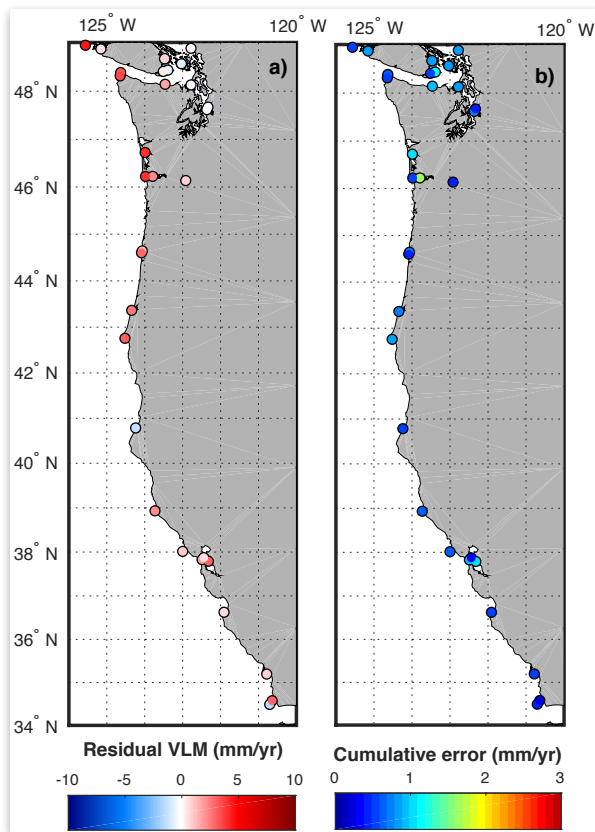 125° W 120° W 125° W 120° W
a) b)
48° N
46° N
44° N
42° N
40° N
38° N
36° N
34° N
Residual VLM (mm/yr) Cumulative error (mm/yr)
-10 -5 0 5 10 0 1 2 3